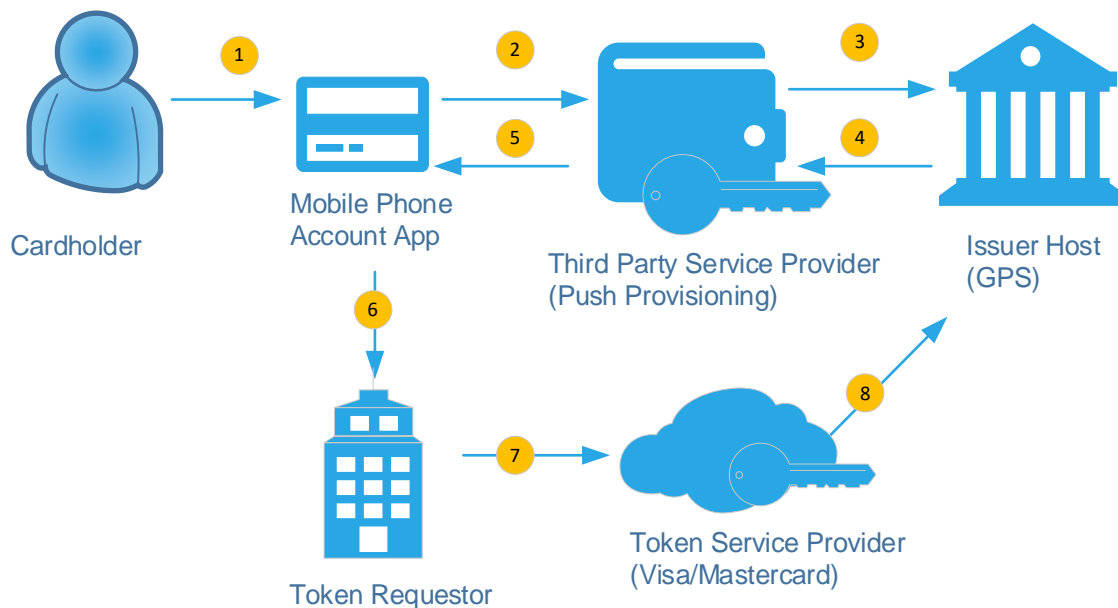 1
2
3
5
4
Cardholder
Mobile Phone
Account App
Third Party Service Provider
(Push Provisioning)
Issuer Host
(GPS)
6
8
7
Token Requestor
Token Service Provider
(Visa/Mastercard)